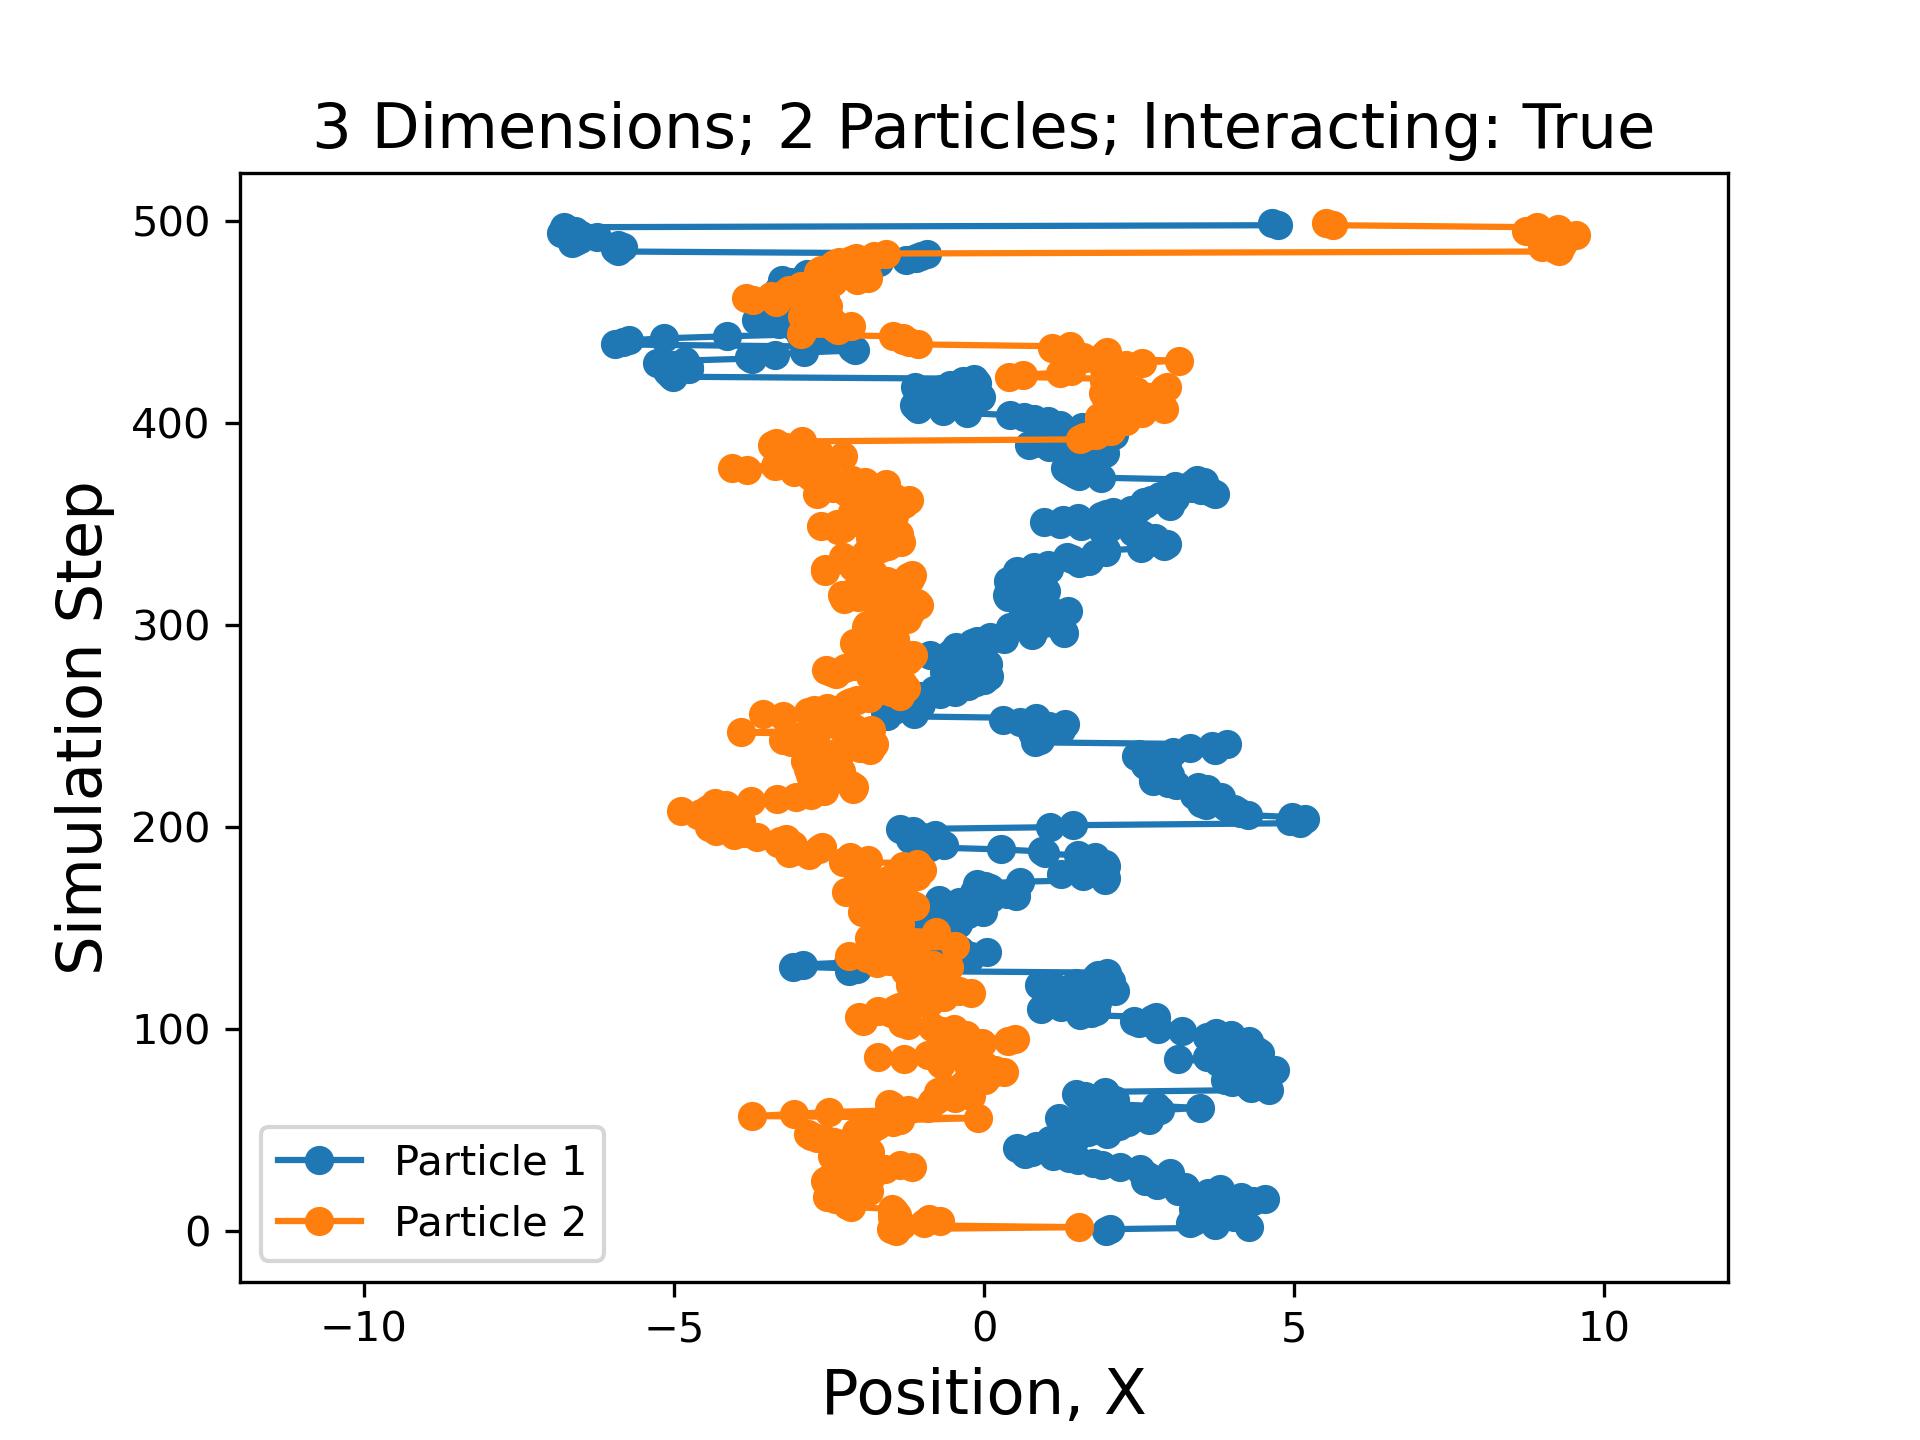 3 Dimensions; 2 Particles; Interacting: True
Simulation Step
500
400
300
200
100
0
Particle 1
Particle 2
−10
−5
0
5
10
Position, X